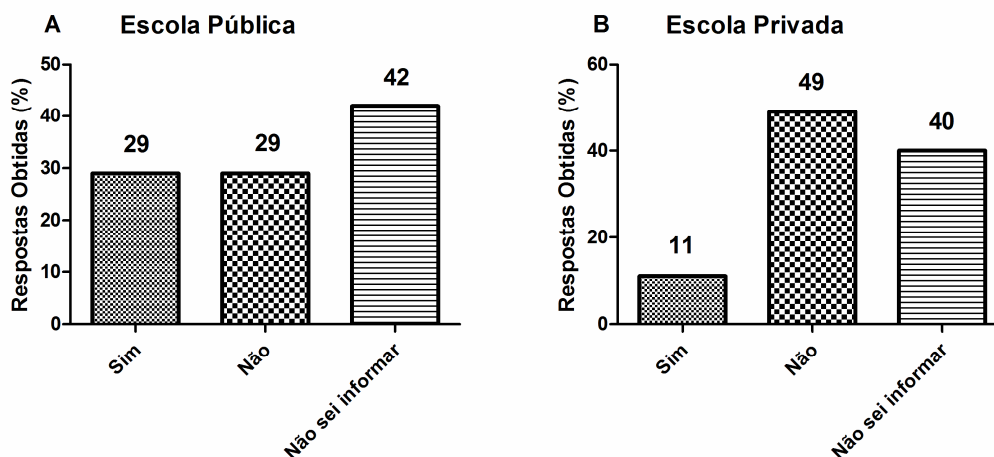 A Escola Pública
Respostas Obtidas (%)
50
40
30
20
10
0
29
29
42
Sim
Não
Não sei informar
B Escola Privada
Respostas Obtidas (%)
60
40
20
0
11
49
40
Sim
Não
Não sei informar